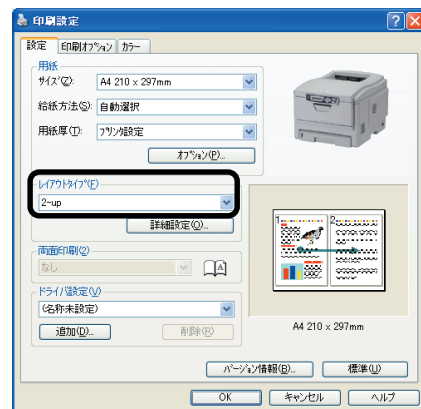 印刷設定
設定 印刷オプション カラー
用紙
サイズ(Z): A4 210 x 297mm
給紙方法(S): 自動選択
用紙厚(T): プリンタ設定
オプション(P)...
レイアウトタイプ(F)
2-up
詳細設定(O)...
両面印刷(2)
なし
A
ドライバ設定(V)
(名称未設定)
追加(D)... 削除(R)
1 2
A4 210 x 297mm
バージョン情報(B)... 標準(U)
OK キャンセル ヘルプ